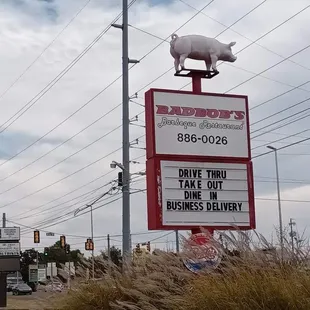 BADBOB'S
Barbeque Restaurant
886-0026
DRIVE THRU
TAKE OUT
DINE IN
BUSINESS DELIVERY